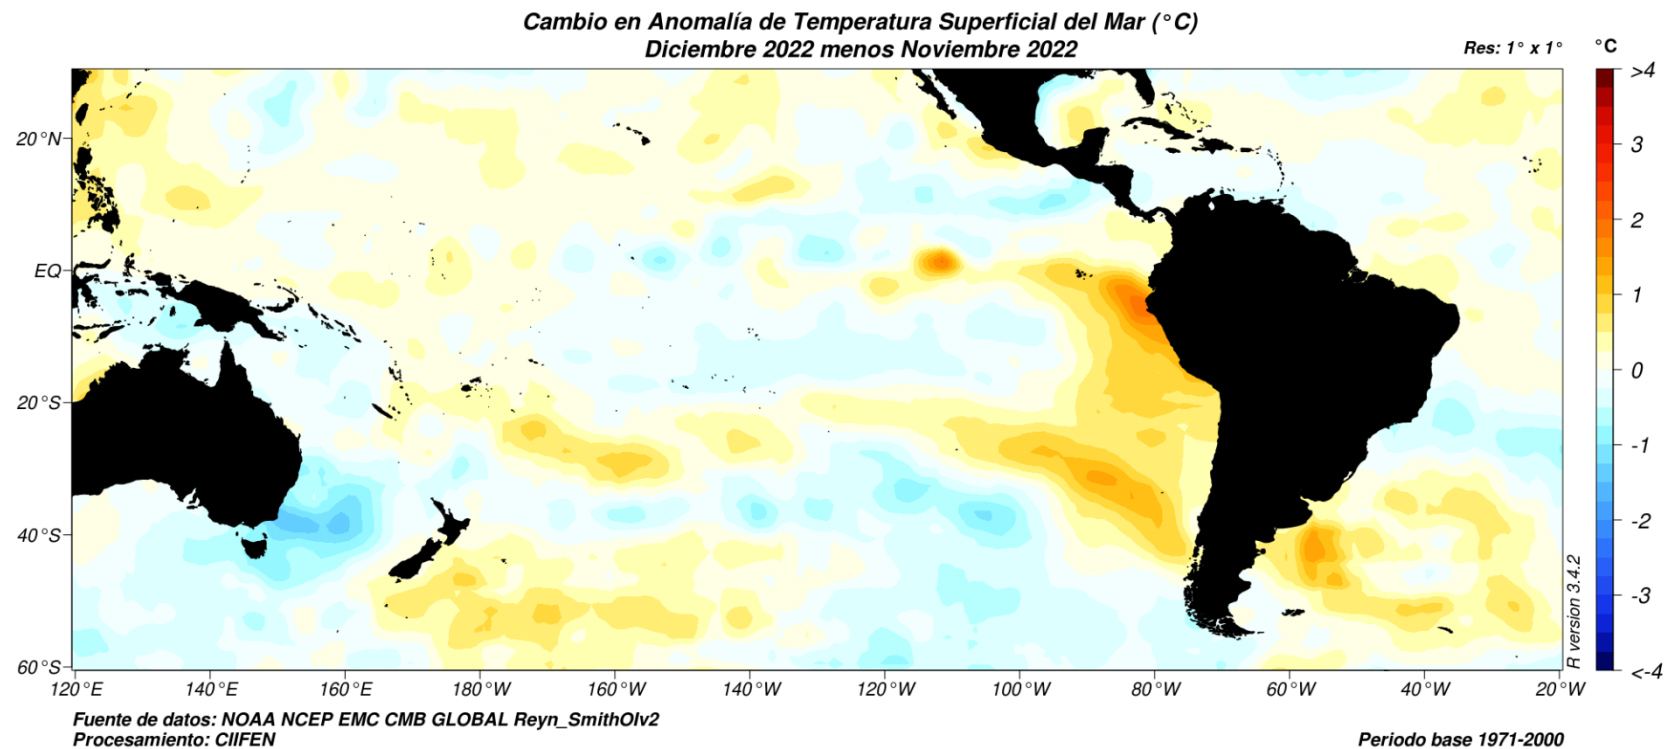 Cambio en Anomalía de Temperatura Superficial del Mar (°C)
Diciembre 2022 menos Noviembre 2022
Res: 1° x 1°
°C
>4
3
2
1
0
-1
-2
-3
<-4
20°N
EQ
20°S
40°S
60°S
120°E
140°E
160°E
180°W
160°W
140°W
120°W
100°W
80°W
60°W
40°W
20°W
R version 3.4.2
Fuente de datos: NOAA NCEP EMC CMB GLOBAL Reyn_SmithOIv2
Procesamiento: CIIFEN
Periodo base 1971-2000